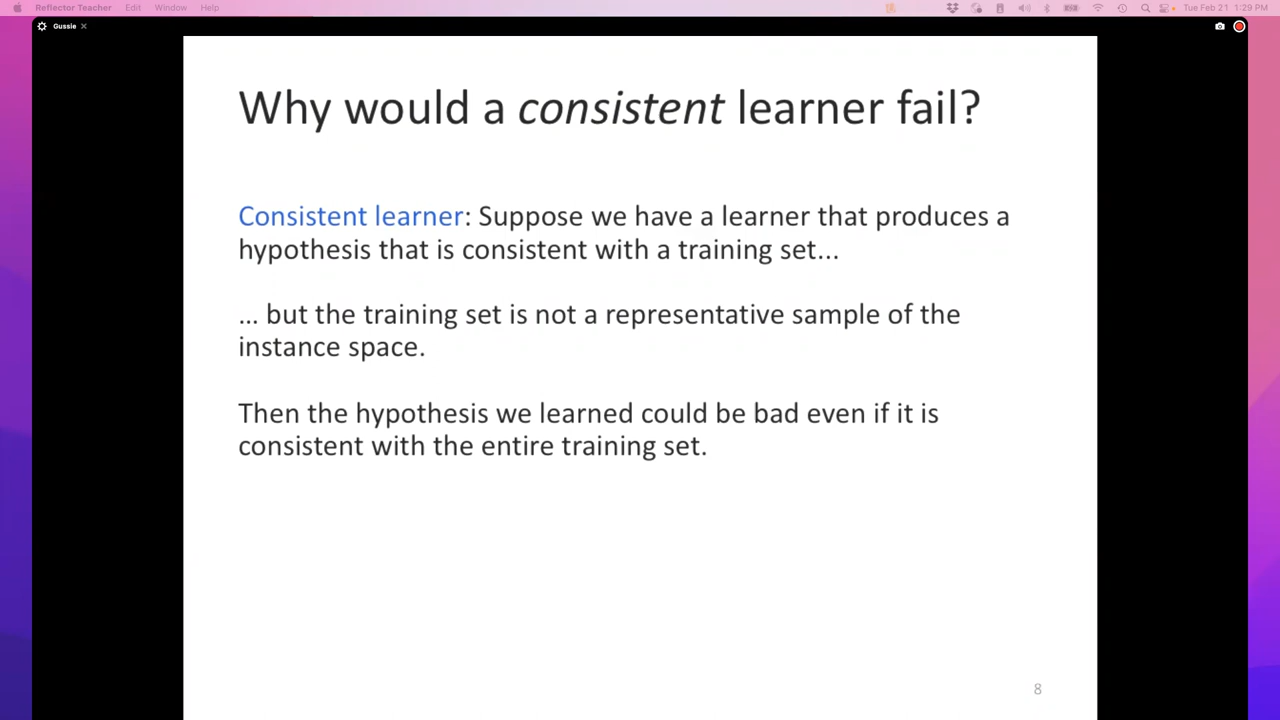 Reflector Teacher Edit Window Help Tue Feb 21 1:29 PM
Gussie
Why would a consistent learner fail?
Consistent learner: Suppose we have a learner that produces a
hypothesis that is consistent with a training set...
... but the training set is not a representative sample of the
instance space.
Then the hypothesis we learned could be bad even if it is
consistent with the entire training set.
8